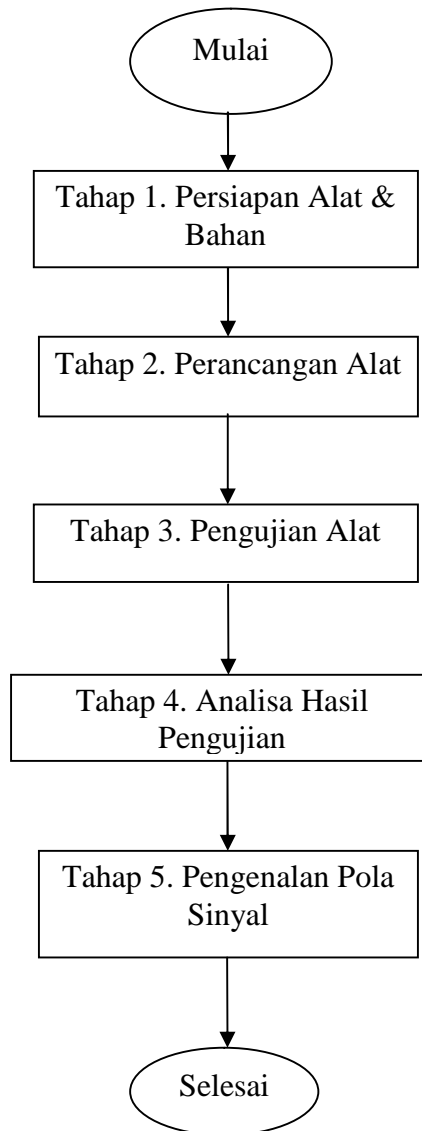 Mulai
Tahap 1. Persiapan Alat &
Bahan
Tahap 2. Perancangan Alat
Tahap 3. Pengujian Alat
Tahap 4. Analisa Hasil
Pengujian
Tahap 5. Pengenalan Pola
Sinyal
Selesai